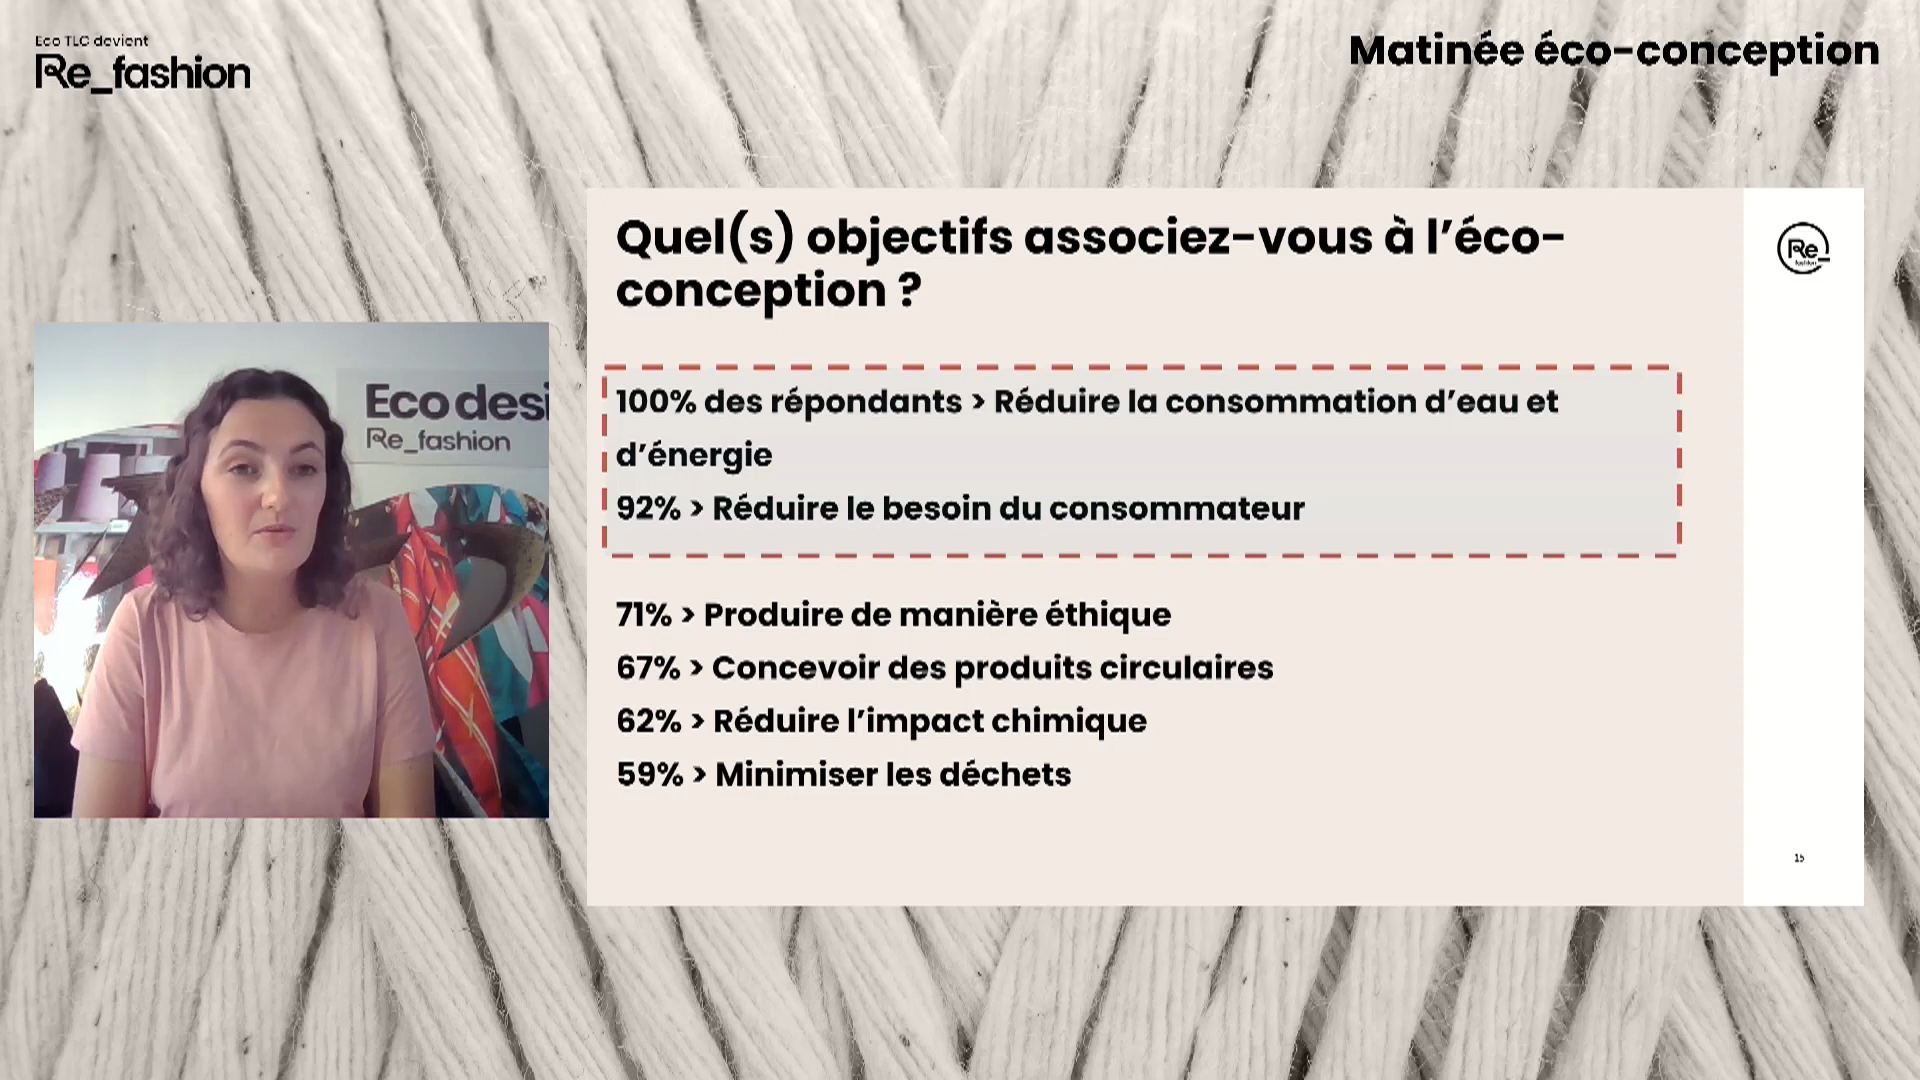 Eco TLC devient
Re_fashion
Matinée éco-conception
Quel(s) objectifs associez-vous à l’éco-
conception ?
Re_
fashion
100% des répondants > Réduire la consommation d’eau et
d’énergie
92% > Réduire le besoin du consommateur
71% > Produire de manière éthique
67% > Concevoir des produits circulaires
62% > Réduire l’impact chimique
59% > Minimiser les déchets
15
Eco desi
Re_fashion